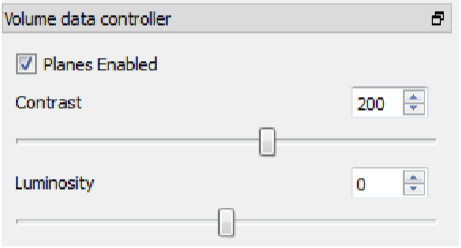 Volume data controller
Planes Enabled
Contrast 200
Luminosity 0